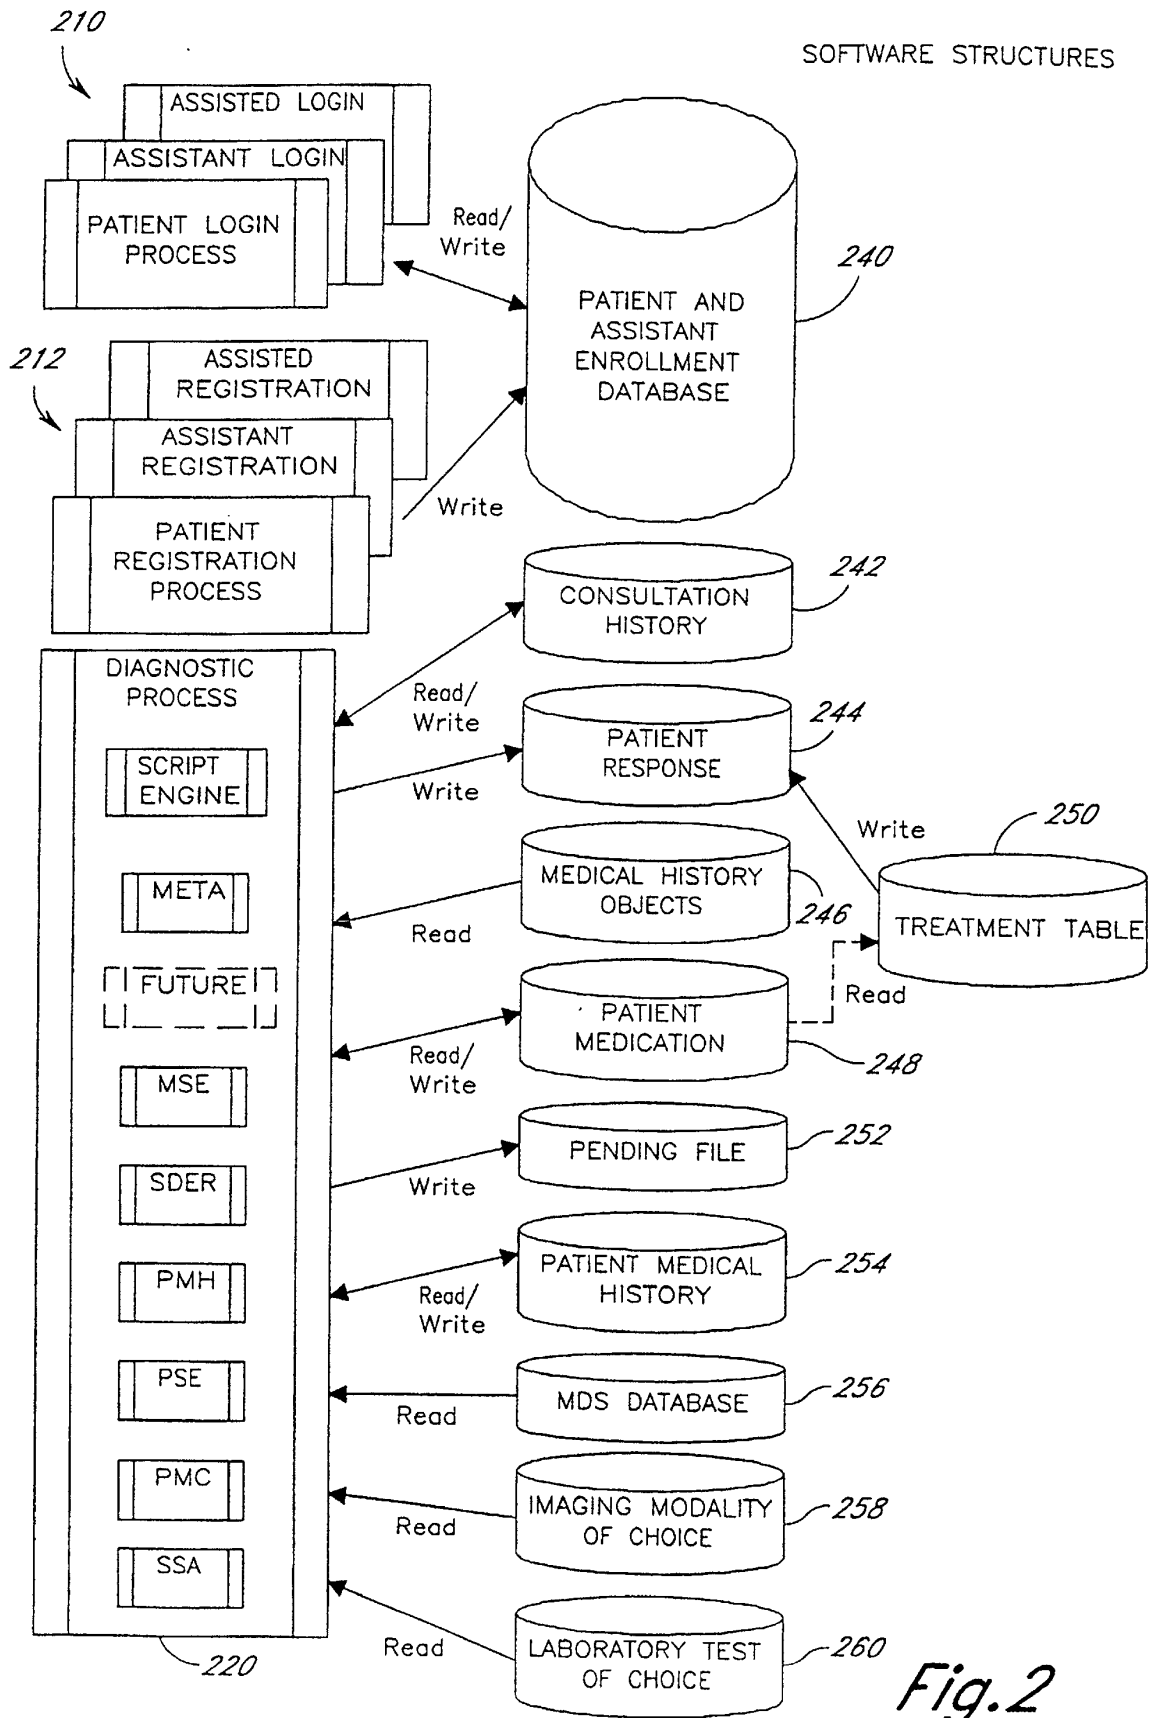 210
SOFTWARE STRUCTURES
ASSISTED LOGIN
ASSISTANT LOGIN
PATIENT LOGIN
PROCESS
Read/
Write
240
PATIENT AND
ASSISTANT
ENROLLMENT
DATABASE
212
ASSISTED
REGISTRATION
ASSISTANT
REGISTRATION
PATIENT
REGISTRATION
PROCESS
Write
242
CONSULTATION
HISTORY
DIAGNOSTIC
PROCESS
Read/
Write
244
PATIENT
RESPONSE
SCRIPT
ENGINE
Write
Write
250
TREATMENT TABLE
META
MEDICAL HISTORY
OBJECTS
246
Read
FUTURE
Read
PATIENT
MEDICATION
248
Read/
Write
MSE
252
PENDING FILE
SDER
Write
PMH
PATIENT MEDICAL
HISTORY
254
Read/
Write
PSE
MDS DATABASE
256
Read
PMC
IMAGING MODALITY
OF CHOICE
258
Read
SSA
LABORATORY TEST
OF CHOICE
260
Read
220
Fig.2